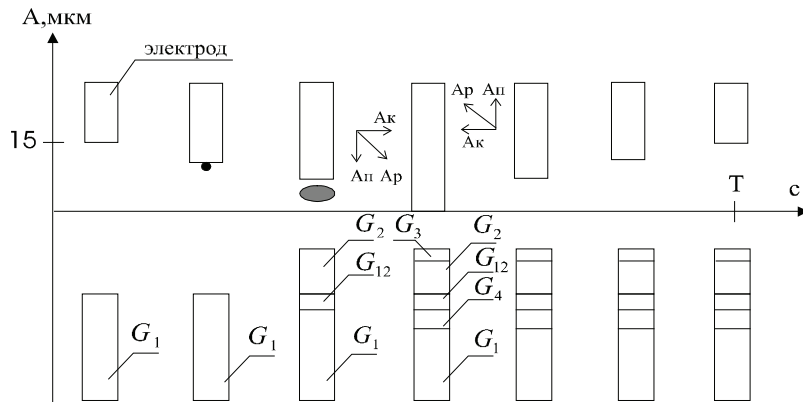 А,мкм
электрод
15
Ак
Ап Ар
Ар Ап
Ак
T
c
G2 G3 G2
G12 G12
G4
G1 G1 G1 G1